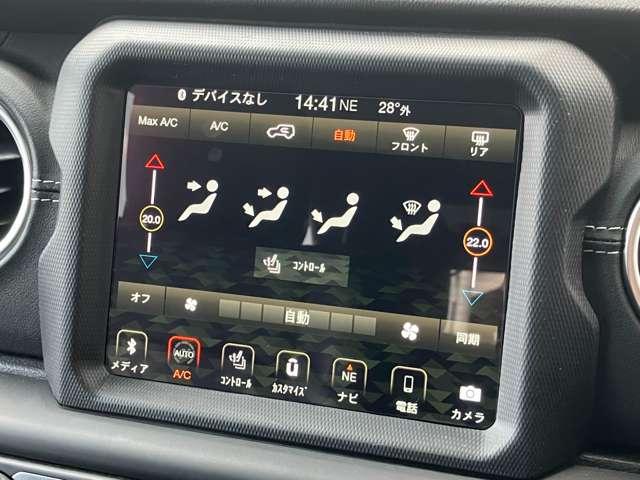 デバイスなし 14:41 NE 28°外
Max A/C A/C 自動 フロント リア
20.0 22.0
コントロール
オフ 自動 同期
AUTO NE
メディア A/C コントロール カスタマイズ ナビ 電話 カメラ